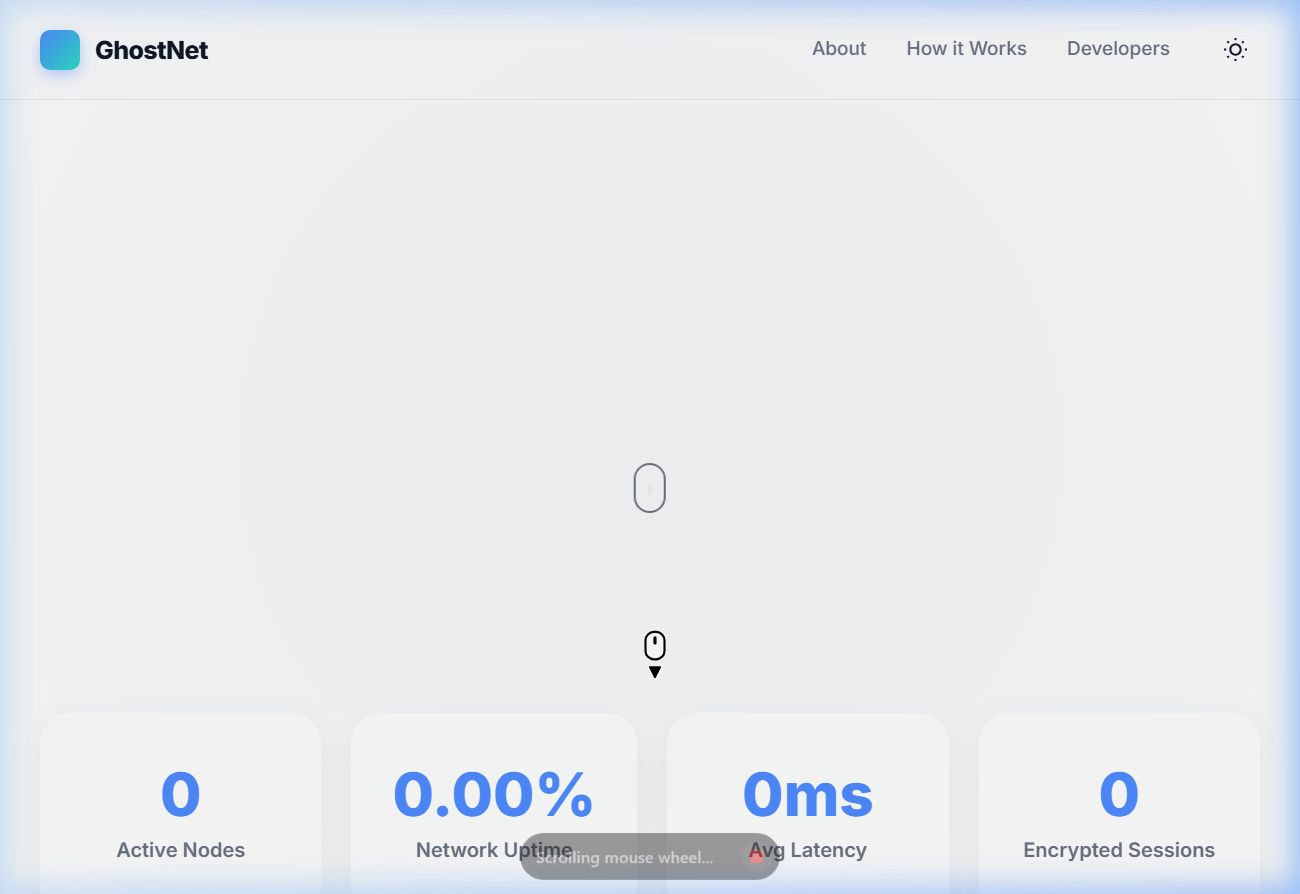 GhostNet
About
How it Works
Developers
0
0.00%
0ms
0
Active Nodes
Network Uptime
Avg Latency
Encrypted Sessions
Scrolling mouse wheel...